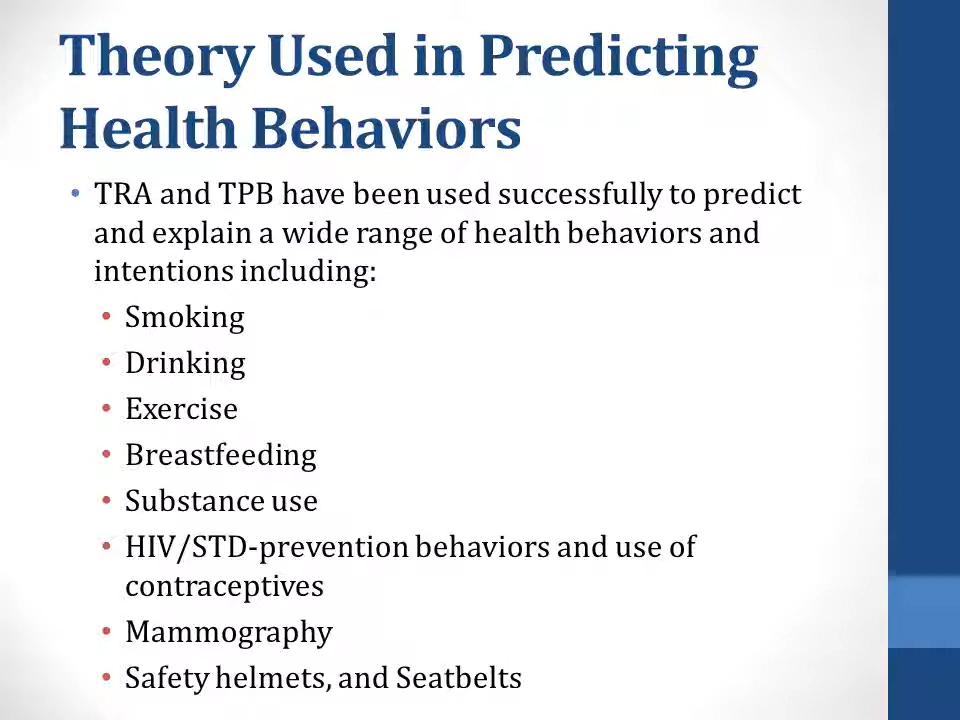 Theory Used in Predicting
Health Behaviors
• TRA and TPB have been used successfully to predict
and explain a wide range of health behaviors and
intentions including:
• Smoking
• Drinking
• Exercise
• Breastfeeding
• Substance use
• HIV/STD-prevention behaviors and use of
contraceptives
• Mammography
• Safety helmets, and Seatbelts